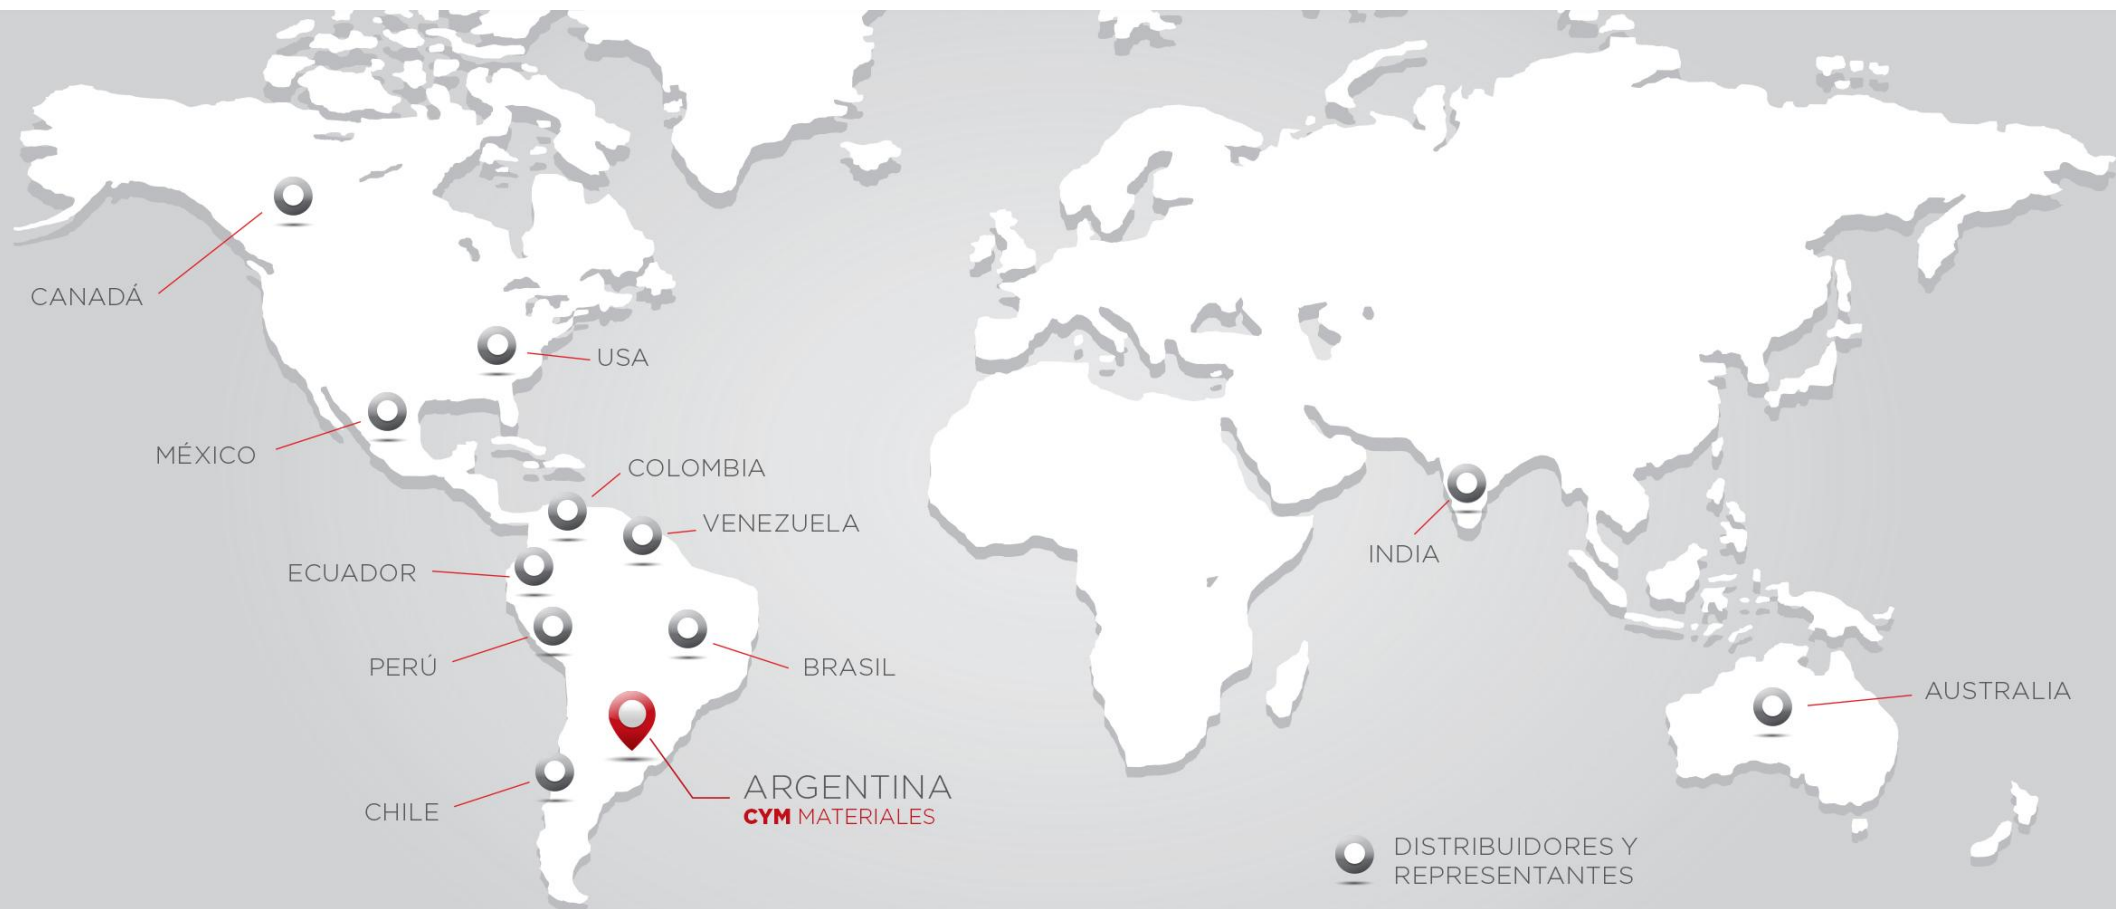 CANADÁ
USA
MÉXICO
COLOMBIA
VENEZUELA
ECUADOR
INDIA
PERÚ
BRASIL
AUSTRALIA
ARGENTINA
CYM MATERIALES
CHILE
DISTRIBUIDORES Y
REPRESENTANTES